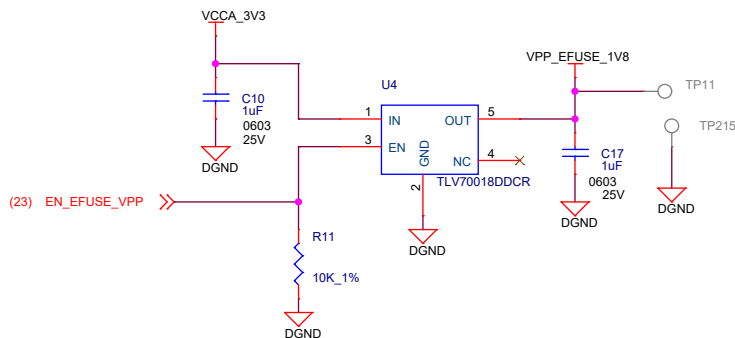 VCCA_3V3
VPP_EFUSE_1V8
U4
TP11
C10
1uF
0603
25V
1
IN
OUT
5
3
EN
GND
NC
4
TP215
C17
1uF
0603
25V
DGND
2
TLV70018DDCR
(23) EN_EFUSE_VPP
DGND
DGND
DGND
R11
10K_1%
DGND